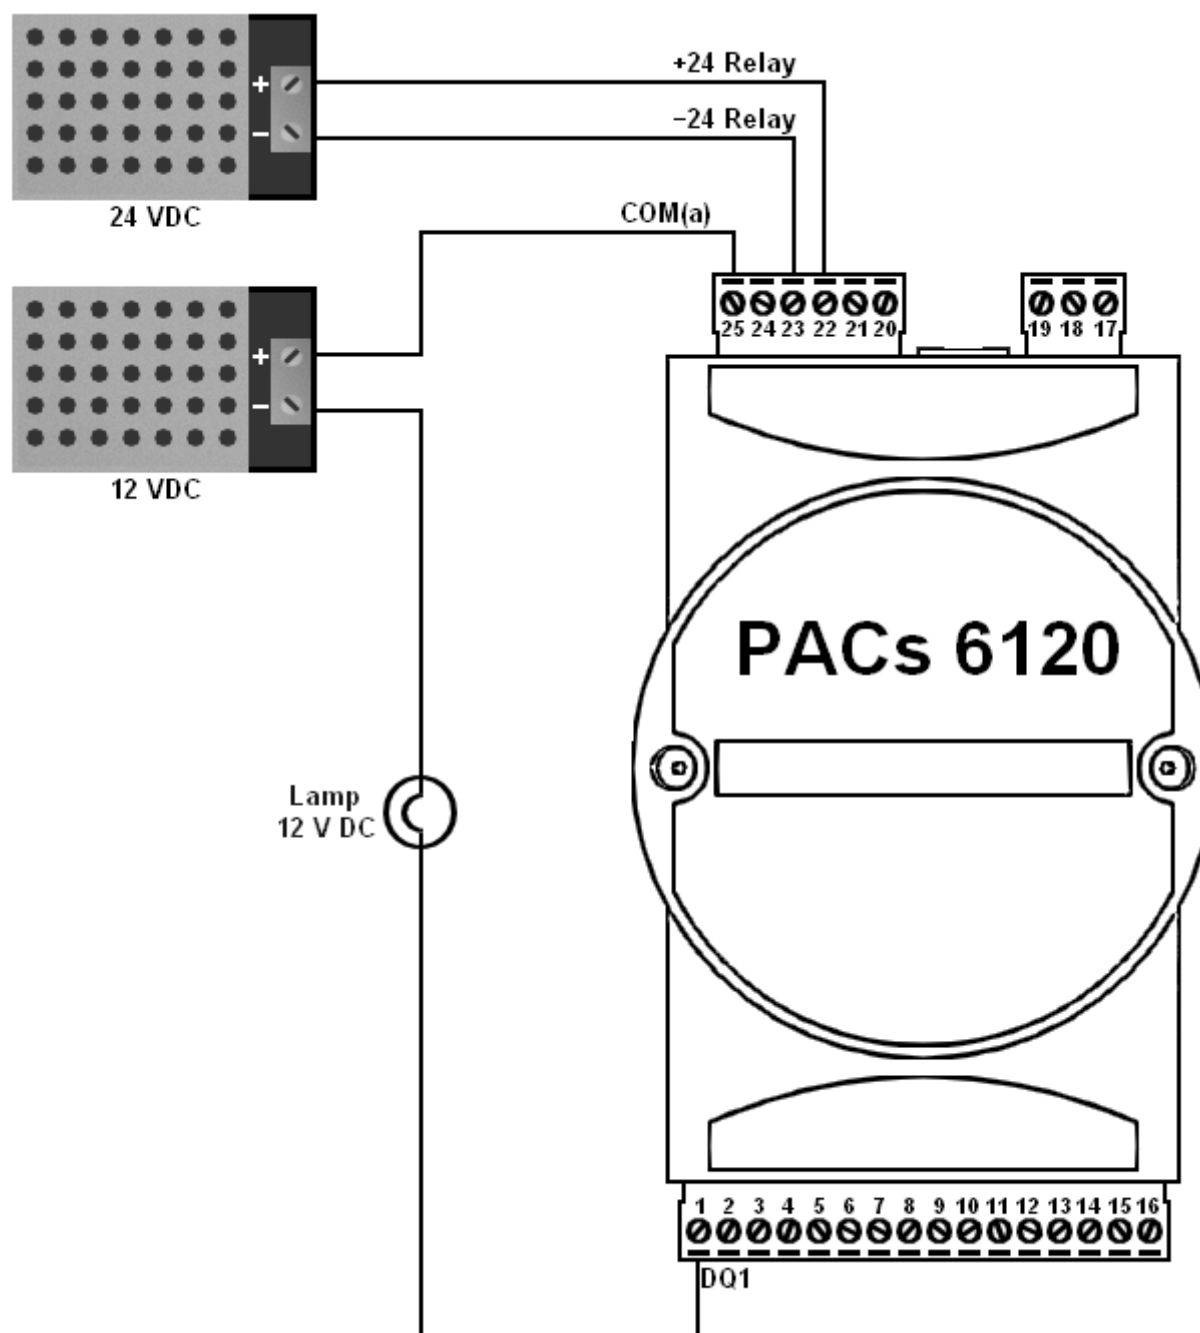 +24 Relay
−24 Relay
+
−
24 VDC
COM(a)
25 24 23 22 21 20
19 18 17
+
−
12 VDC
PACs 6120
Lamp
12 V DC
1 2 3 4 5 6 7 8 9 10 11 12 13 14 15 16
DQ1